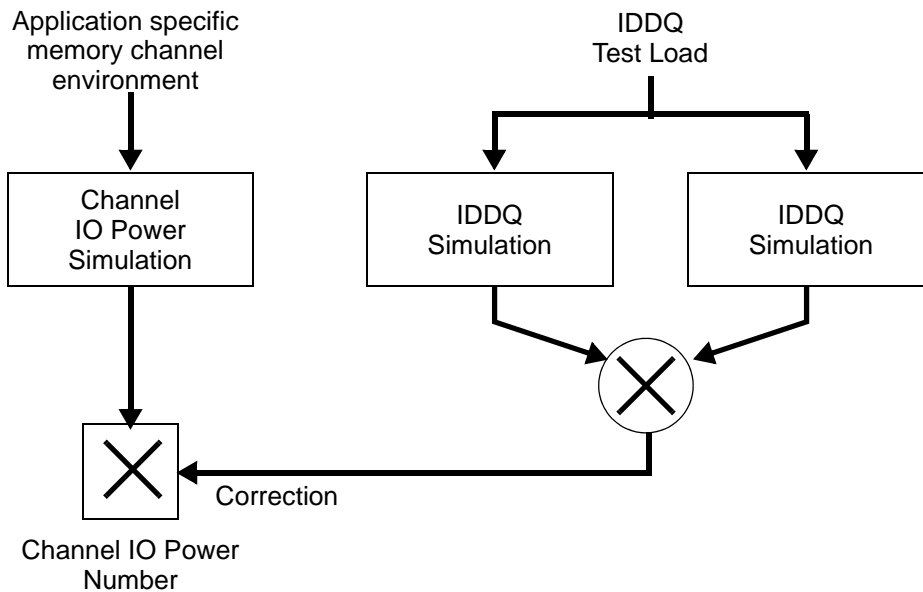 Application specific
memory channel
environment
IDDQ
Test Load
Channel
IO Power
Simulation
IDDQ
Simulation
IDDQ
Simulation
Correction
Channel IO Power
Number